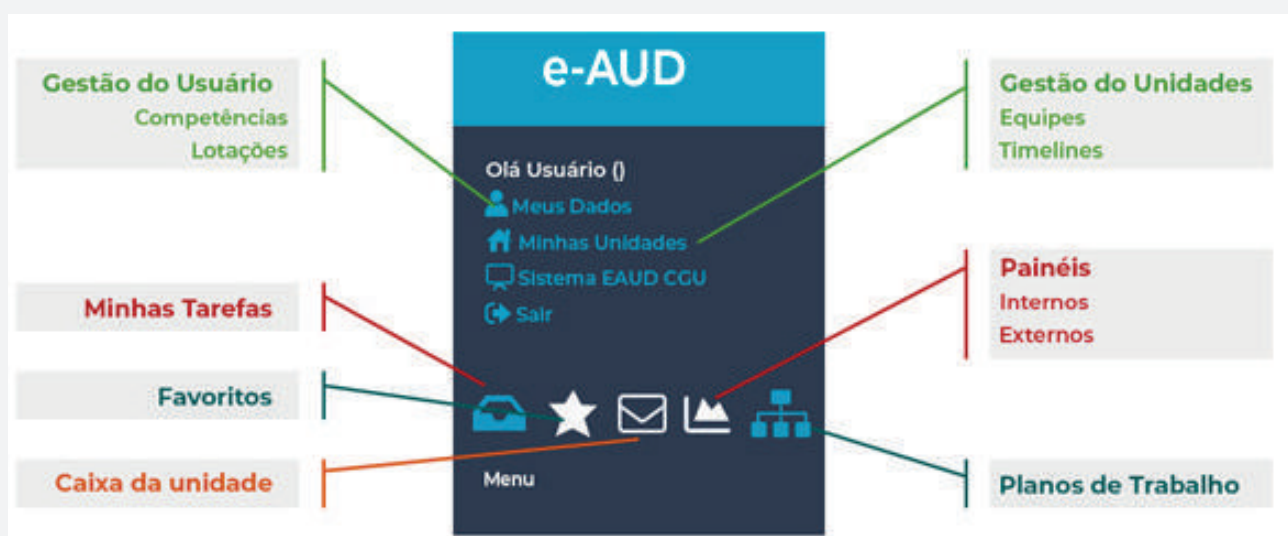 Gestão do Usuário
Competências
Lotações
Minhas Tarefas
Favoritos
Caixa da unidade
e-AUD
Olá Usuário ()
Meus Dados
Minhas Unidades
Sistema EAUD CGU
Sair
Menu
Gestão do Unidades
Equipes
Timelines
Painéis
Internos
Externos
Planos de Trabalho